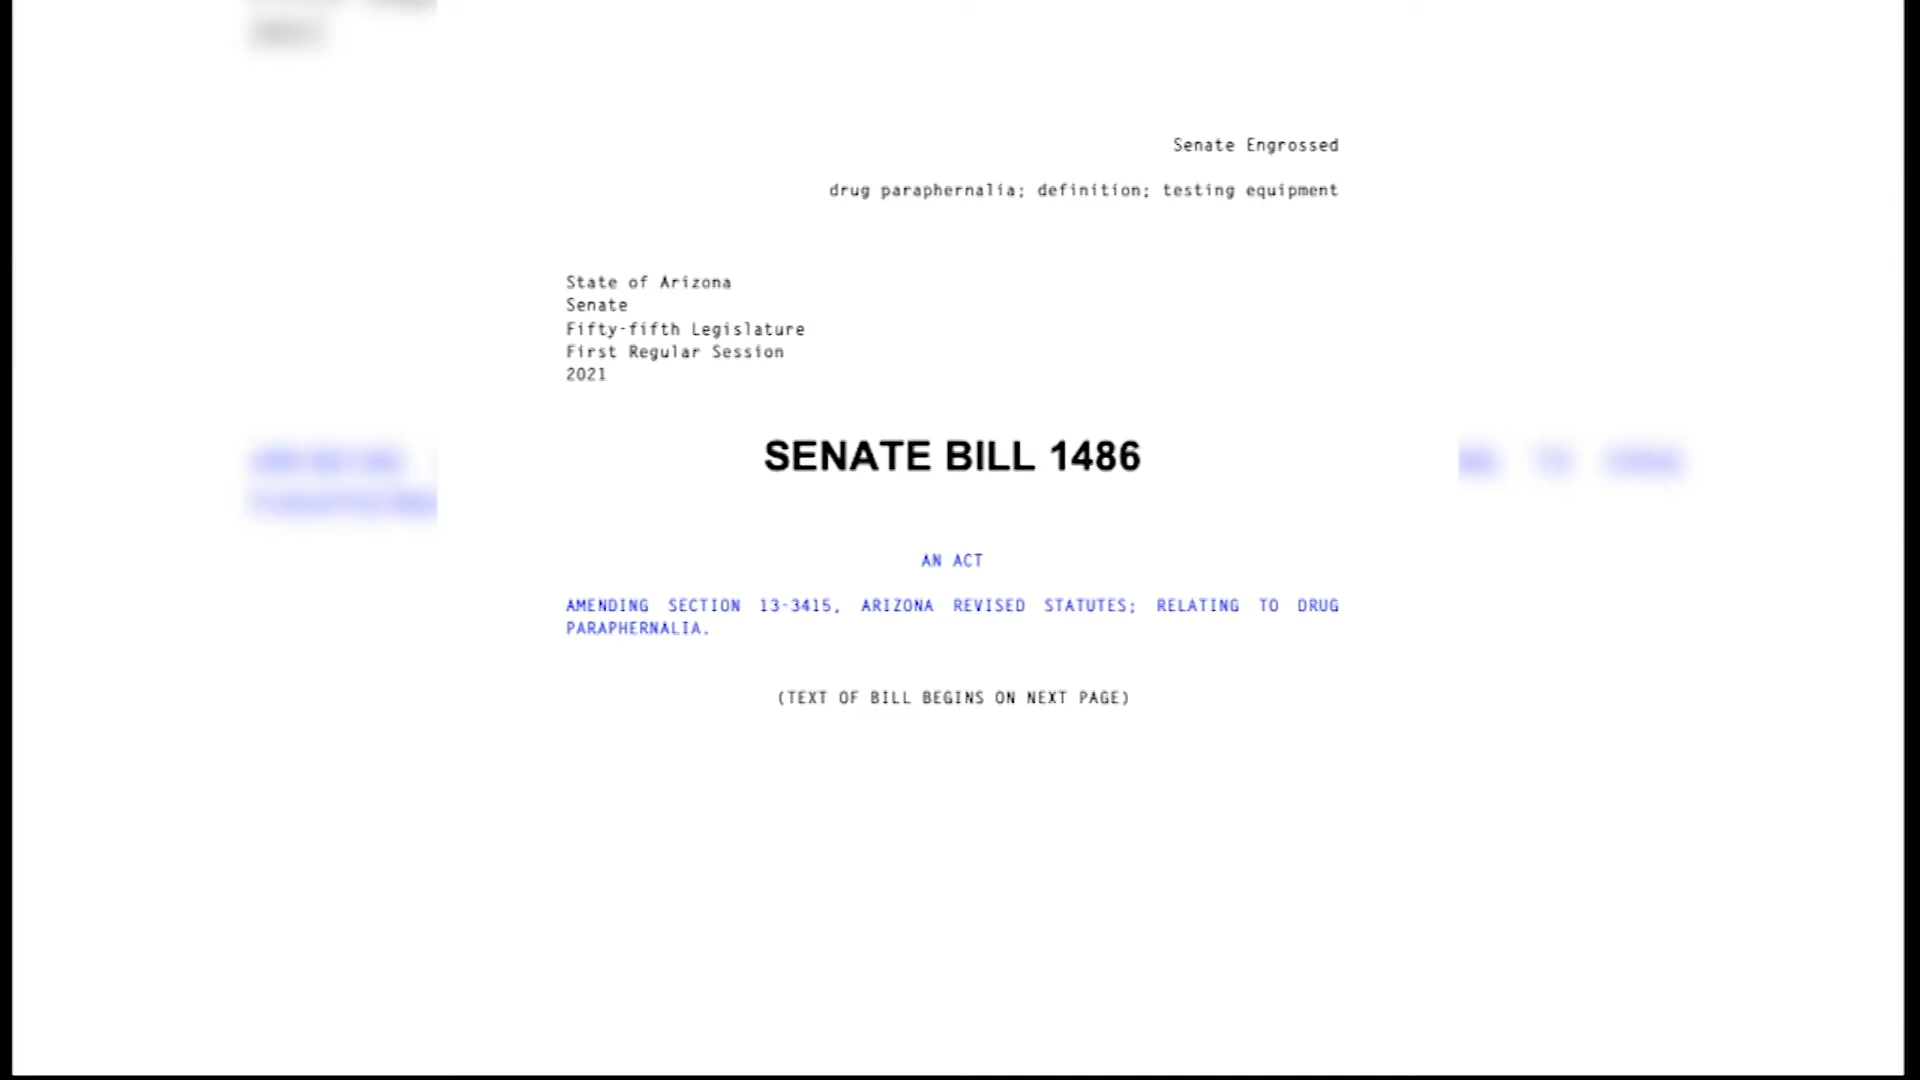 Senate Engrossed
drug paraphernalia; definition; testing equipment
State of Arizona
Senate
Fifty-fifth Legislature
First Regular Session
2021
SENATE BILL 1486
AN ACT
AMENDING SECTION 13-3415, ARIZONA REVISED STATUTES; RELATING TO DRUG
PARAPHERNALIA.
(TEXT OF BILL BEGINS ON NEXT PAGE)